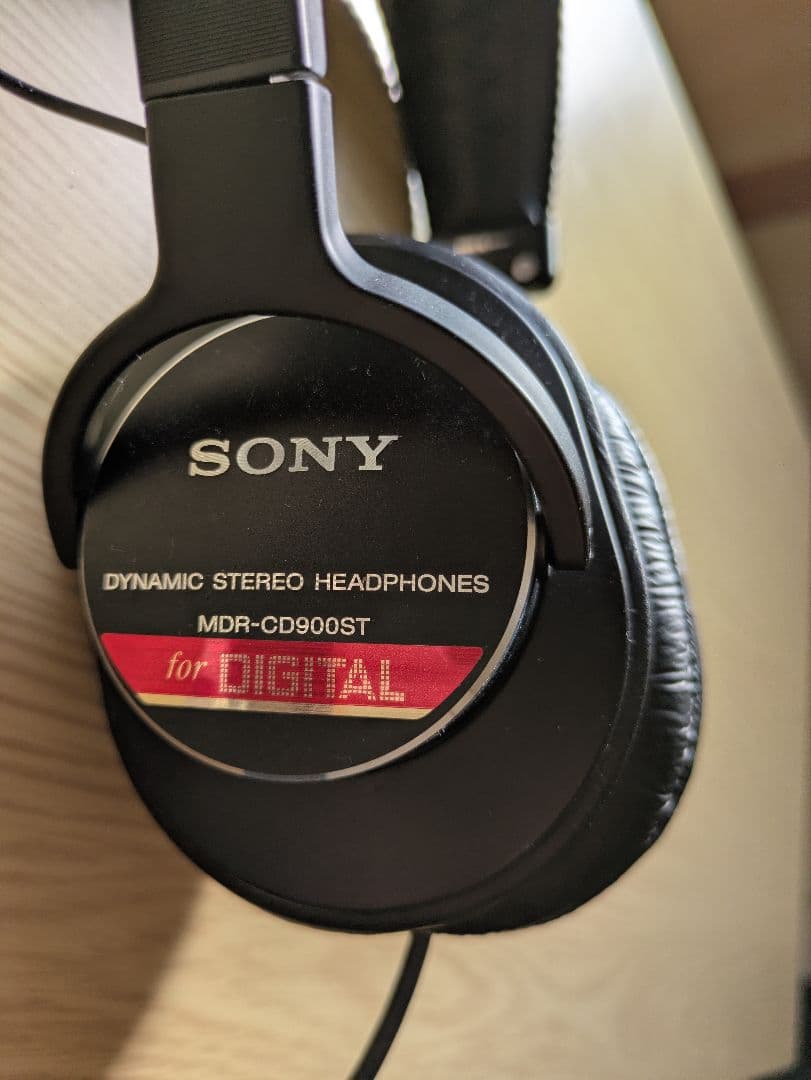 SONY
DYNAMIC STEREO HEADPHONES
MDR-CD900ST
for DIGITAL